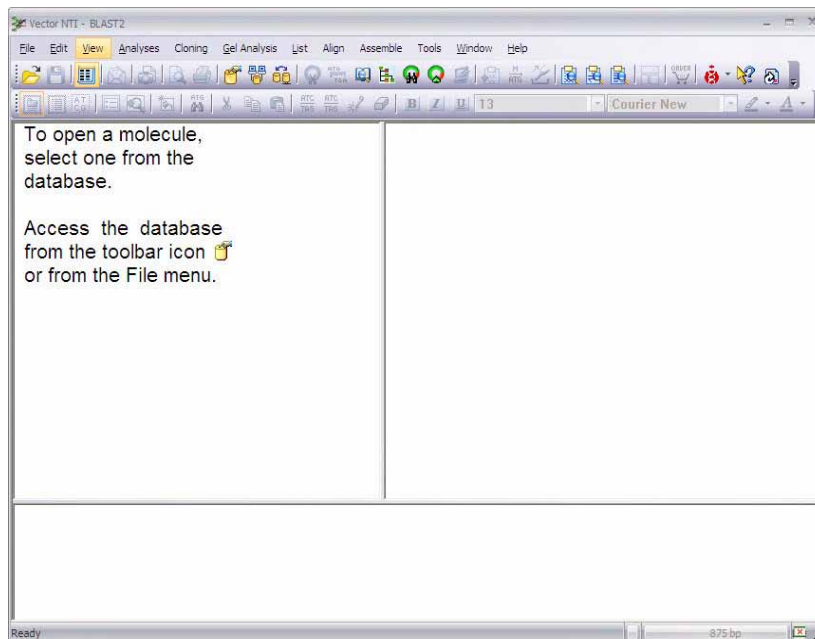 Vector NTI - BLAST2
File Edit View Analyses Cloning Gel Analysis List Align Assemble Tools Window Help
ORDER
B I U 13 Courier New A
To open a molecule,
select one from the
database.
Access the database
from the toolbar icon
or from the File menu.
Ready 875 bp